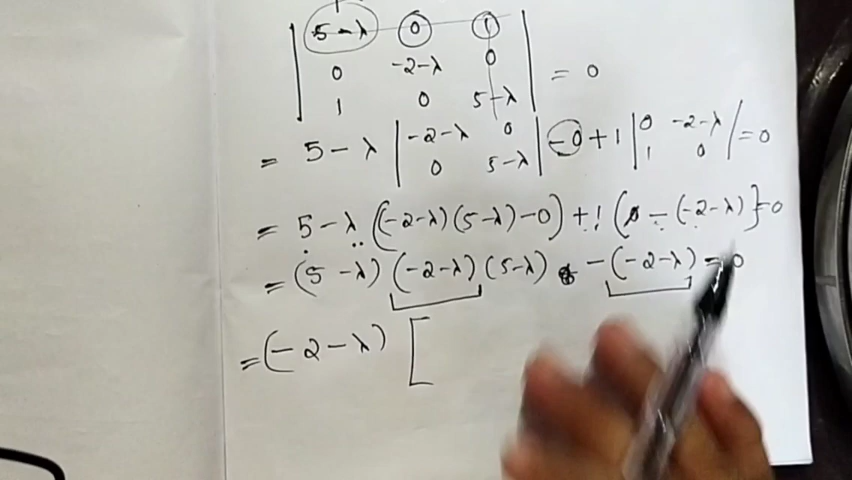 | 5-λ 0 1 |
| 0 -2-λ 0 | = 0
| 1 0 5-λ |
= 5-λ | -2-λ 0 | -0+1 | 0 -2-λ | =0
| 0 5-λ | | 1 0 |
= 5-λ ((-2-λ)(5-λ)-0) +1 (0 - (-2-λ)} =0
= (5-λ) (-2-λ) (5-λ) - (-2-λ) = 0
= (-2-λ) [